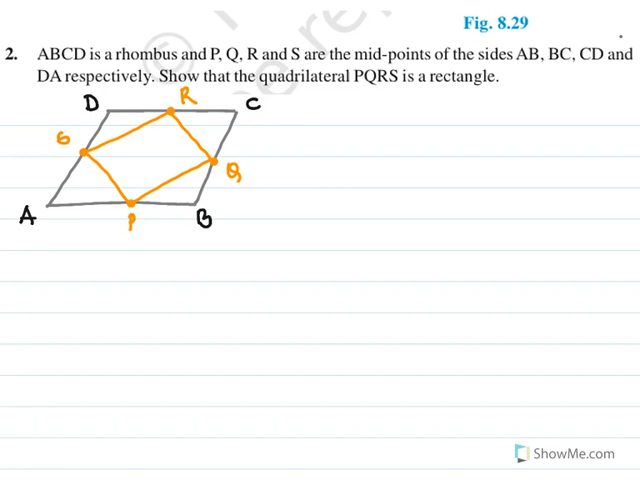 Fig. 8.29
2. ABCD is a rhombus and P, Q, R and S are the mid-points of the sides AB, BC, CD and
DA respectively. Show that the quadrilateral PQRS is a rectangle.
D R C
S Q
A P B
ShowMe.com